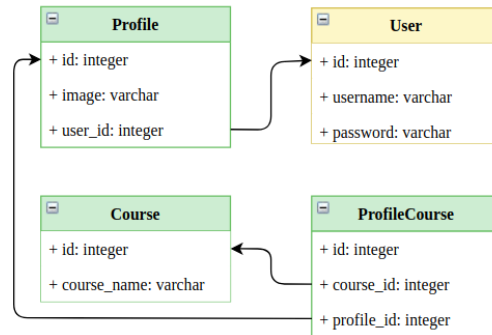 Profile
+ id: integer
+ image: varchar
+ user_id: integer
User
+ id: integer
+ username: varchar
+ password: varchar
Course
+ id: integer
+ course_name: varchar
ProfileCourse
+ id: integer
+ course_id: integer
+ profile_id: integer